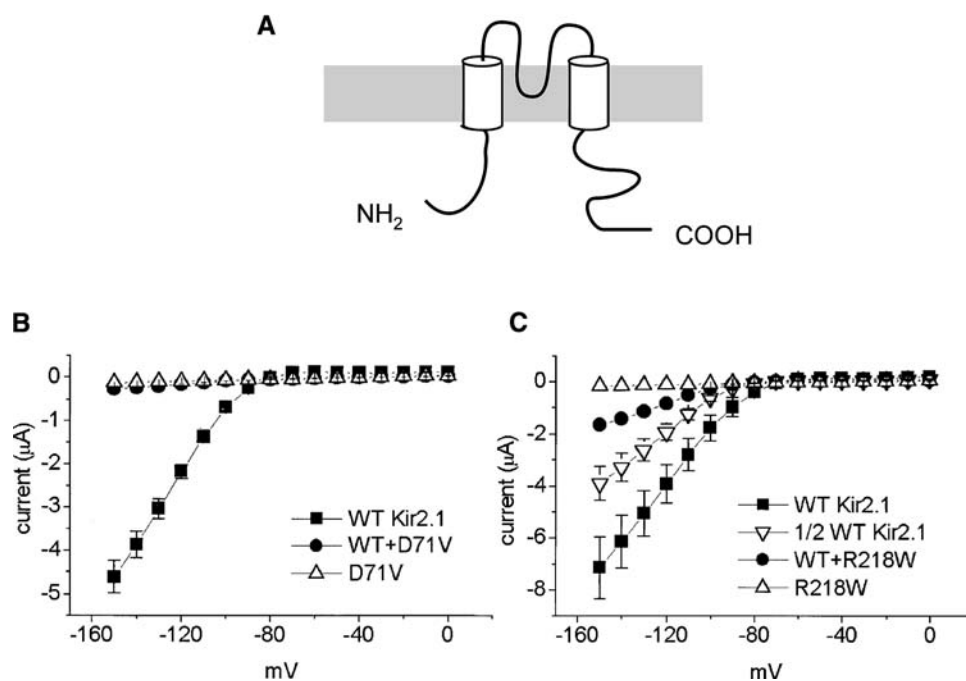 A
NH2
COOH
B
current (μA)
0
-1
-2
-3
-4
-5
-160
-120
-80
-40
0
mV
WT Kir2.1
WT+D71V
D71V
C
current (μA)
0
-2
-4
-6
-8
-160
-120
-80
-40
0
mV
WT Kir2.1
1/2 WT Kir2.1
WT+R218W
R218W